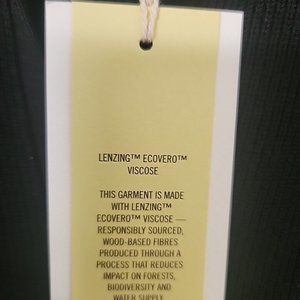 LENZING™ ECOVERO™
VISCOSE
THIS GARMENT IS MADE
WITH LENZING™
ECOVERO™ VISCOSE —
RESPONSIBLY SOURCED,
WOOD-BASED FIBRES
PRODUCED THROUGH A
PROCESS THAT REDUCES
IMPACT ON FORESTS,
BIODIVERSITY AND
WATER SUPPLY.